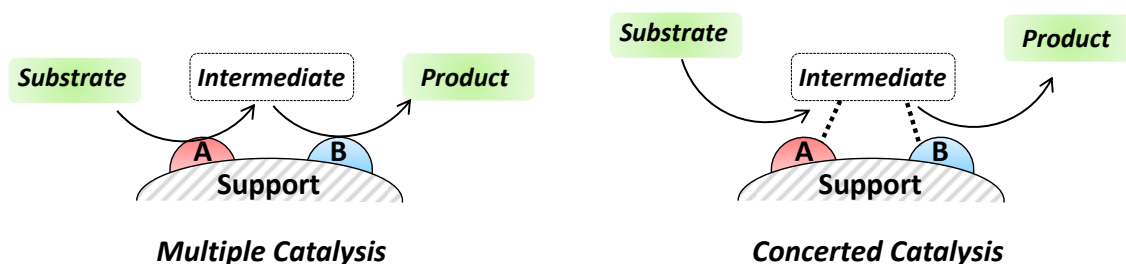 Substrate
Intermediate
Product
A
B
Support
Multiple Catalysis
Substrate
Product
Intermediate
A
B
Support
Concerted Catalysis